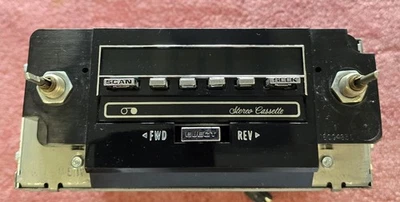 SCAN SEEK
Stereo Cassette
◄FWD EJECT REV►